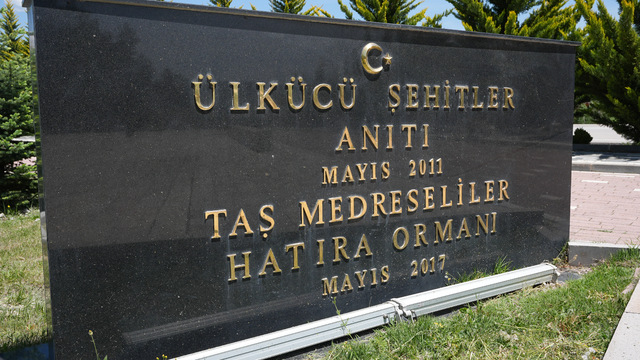 ÜLKÜCÜ ŞEHİTLER
ANITI
MAYIS 2011
TAŞ MEDRESELİLER
HATIRA ORMANI
MAYIS 2017